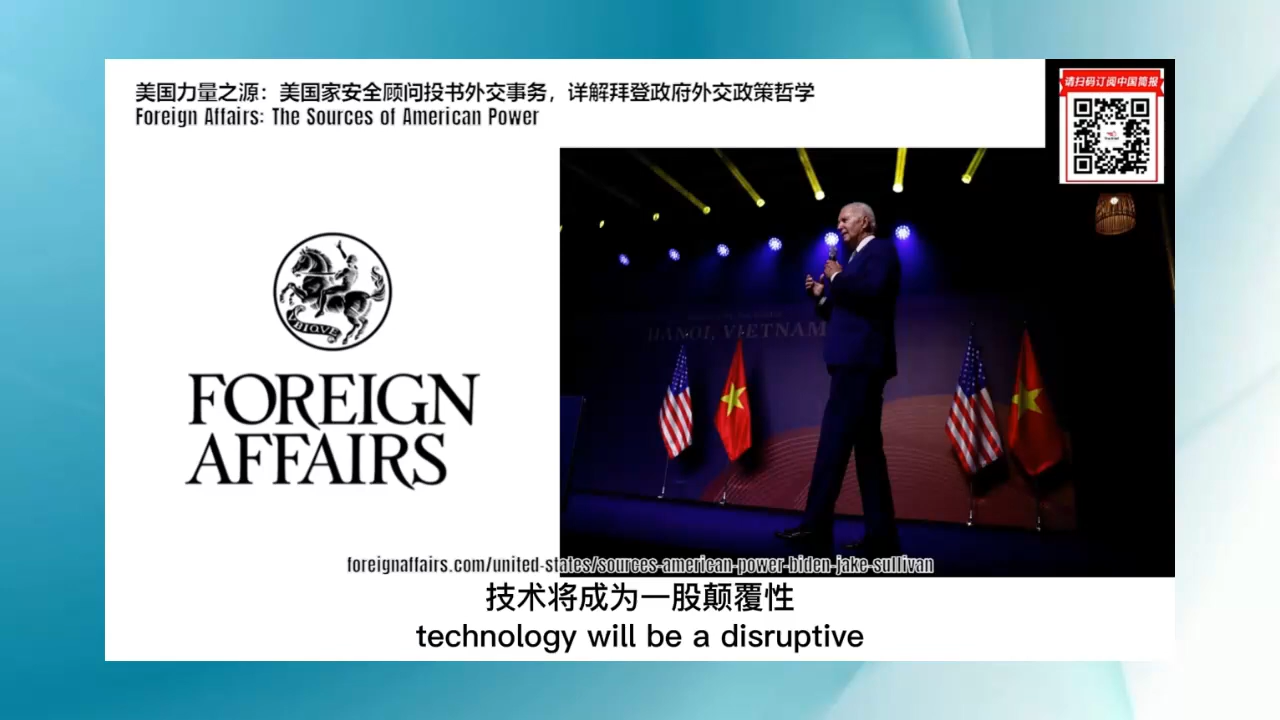 美国力量之源：美国家安全顾问投书外交事务，详解拜登政府外交政策哲学
Foreign Affairs: The Sources of American Power
请扫码订阅中国简报
VBIQVE
FOREIGN
AFFAIRS
HANOI, VIETNAM
foreignaffairs.com/united-states/sources-american-power-biden-jake-sullivan
技术将成为一股颠覆性
technology will be a disruptive